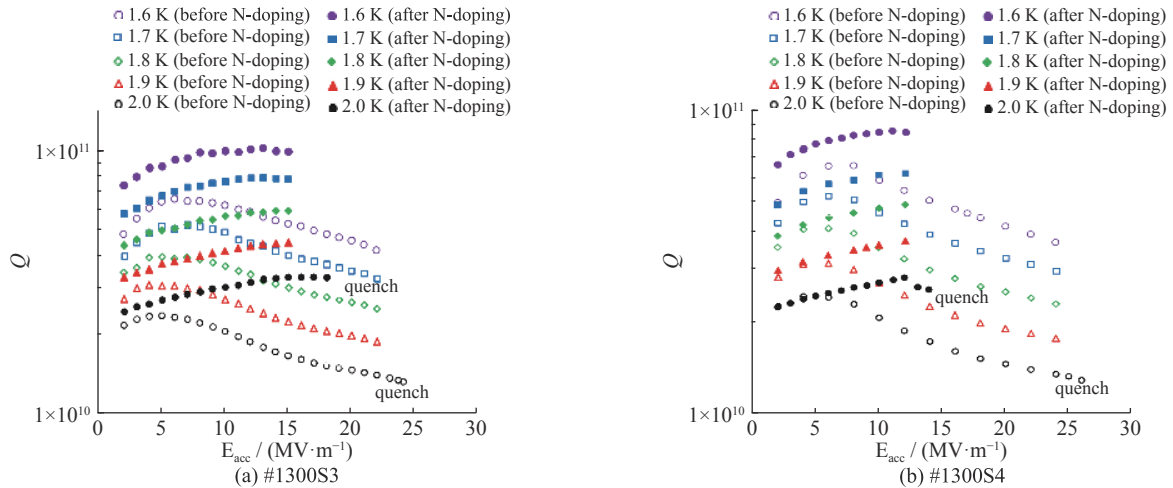 1.6 K (before N-doping) 1.6 K (after N-doping)
1.7 K (before N-doping) 1.7 K (after N-doping)
1.8 K (before N-doping) 1.8 K (after N-doping)
1.9 K (before N-doping) 1.9 K (after N-doping)
2.0 K (before N-doping) 2.0 K (after N-doping)
1×10¹¹
Q
quench
quench
1×10¹⁰
0 5 10 15 20 25 30
E_acc / (MV·m⁻¹)
(a) #1300S3
1.6 K (before N-doping) 1.6 K (after N-doping)
1.7 K (before N-doping) 1.7 K (after N-doping)
1.8 K (before N-doping) 1.8 K (after N-doping)
1.9 K (before N-doping) 1.9 K (after N-doping)
2.0 K (before N-doping) 2.0 K (after N-doping)
1×10¹¹
Q
quench
quench
1×10¹⁰
0 5 10 15 20 25 30
E_acc / (MV·m⁻¹)
(b) #1300S4